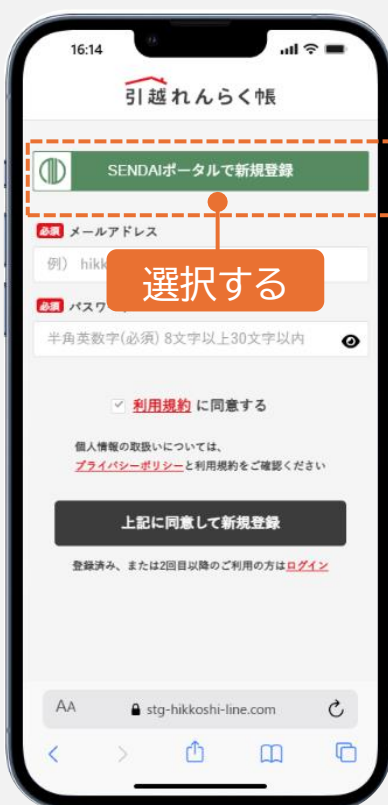 16:14
引越れんらく帳
SENDAIポータルで新規登録
必須 メールアドレス
例) hikk
選択する
必須 パスワ
半角英数字(必須) 8文字以上30文字以内
利用規約 に同意する
個人情報の取扱いについては、
プライバシーポリシーと利用規約をご確認ください
上記に同意して新規登録
登録済み、または2回目以降のご利用の方はログイン
AA stg-hikkoshi-line.com